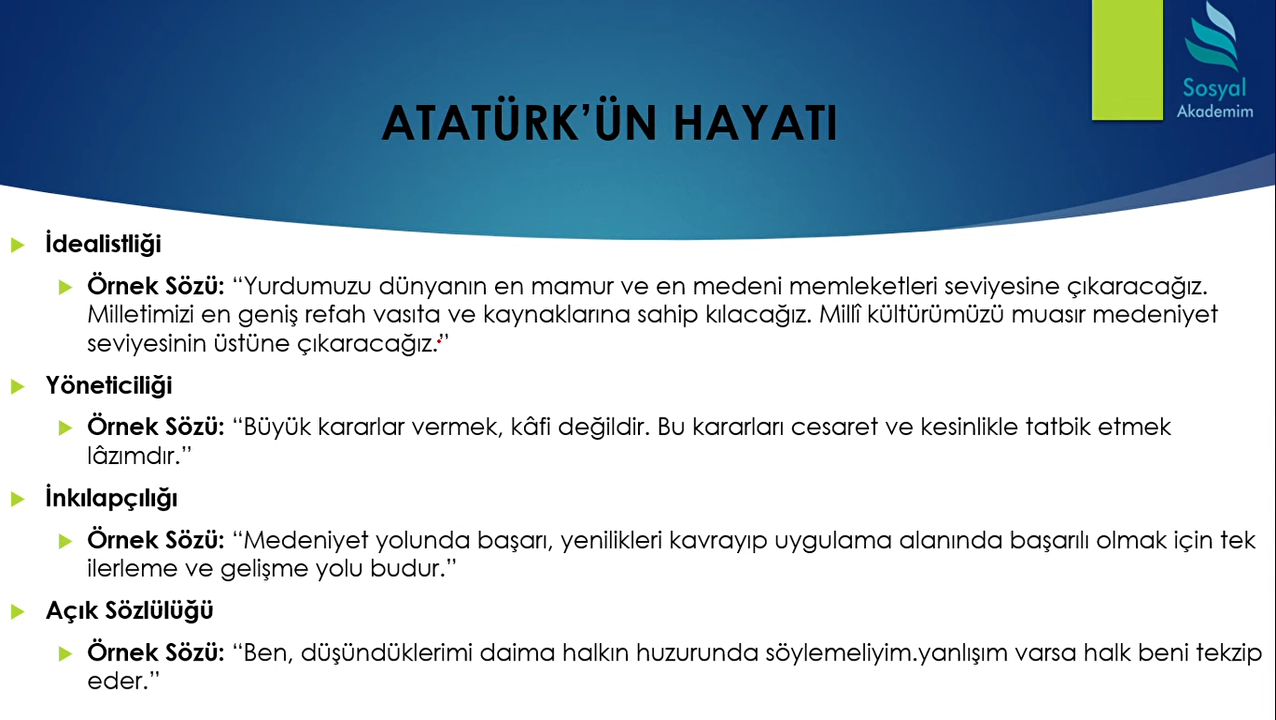 Sosyal
Akademim
ATATÜRK’ÜN HAYATI
İdealistliği
Örnek Sözü: “Yurdumuzu dünyanın en mamur ve en medeni memleketleri seviyesine çıkaracağız.
Milletimizi en geniş refah vasıta ve kaynaklarına sahip kılacağız. Millî kültürümüzü muasır medeniyet
seviyesinin üstüne çıkaracağız.”
Yöneticiliği
Örnek Sözü: “Büyük kararlar vermek, kâfi değildir. Bu kararları cesaret ve kesinlikle tatbik etmek
lâzımdır.”
İnkılapçılığı
Örnek Sözü: “Medeniyet yolunda başarı, yenilikleri kavrayıp uygulama alanında başarılı olmak için tek
ilerleme ve gelişme yolu budur.”
Açık Sözlülüğü
Örnek Sözü: “Ben, düşündüklerimi daima halkın huzurunda söylemeliyim.yanlışım varsa halk beni tekzip
eder.”